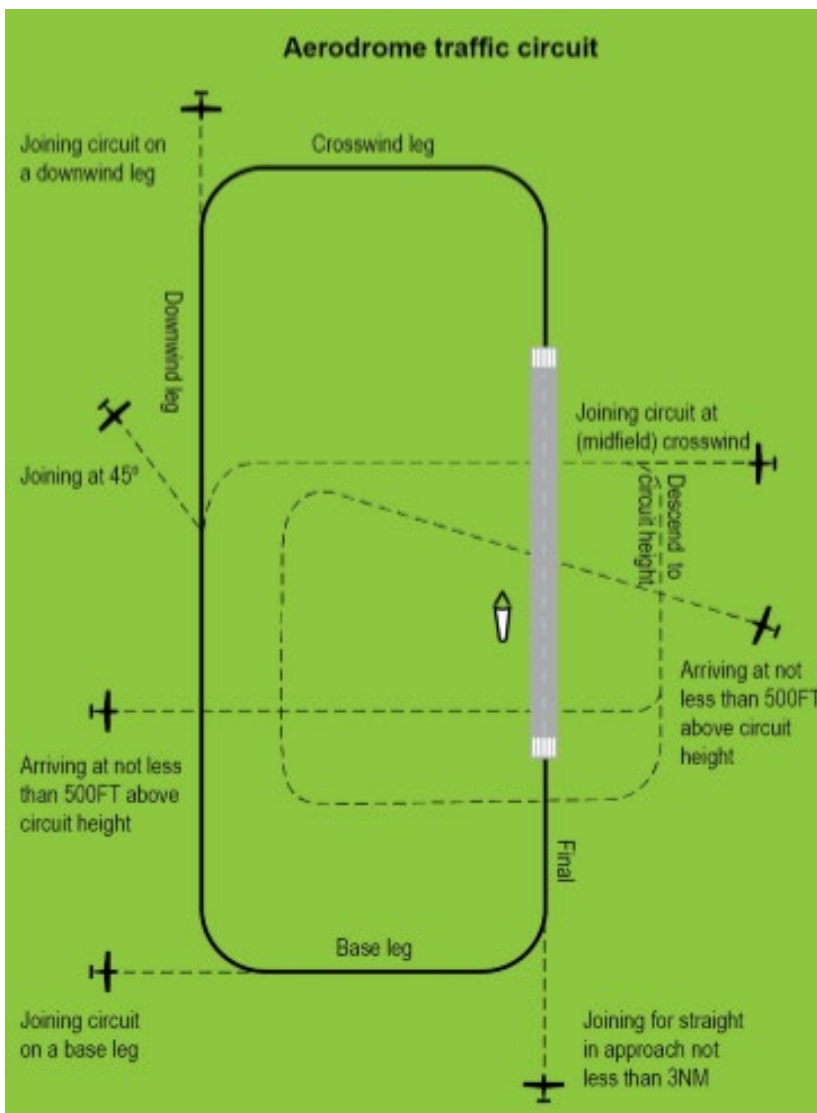 Aerodrome traffic circuit
Joining circuit on
a downwind leg
Crosswind leg
Downwind leg
Joining at 45º
Joining circuit at
(midfield) crosswind
Descend to
circuit height
Arriving at not
less than 500FT
above circuit
height
Arriving at not less
than 500FT above
circuit height
Final
Base leg
Joining circuit
on a base leg
Joining for straight
in approach not
less than 3NM